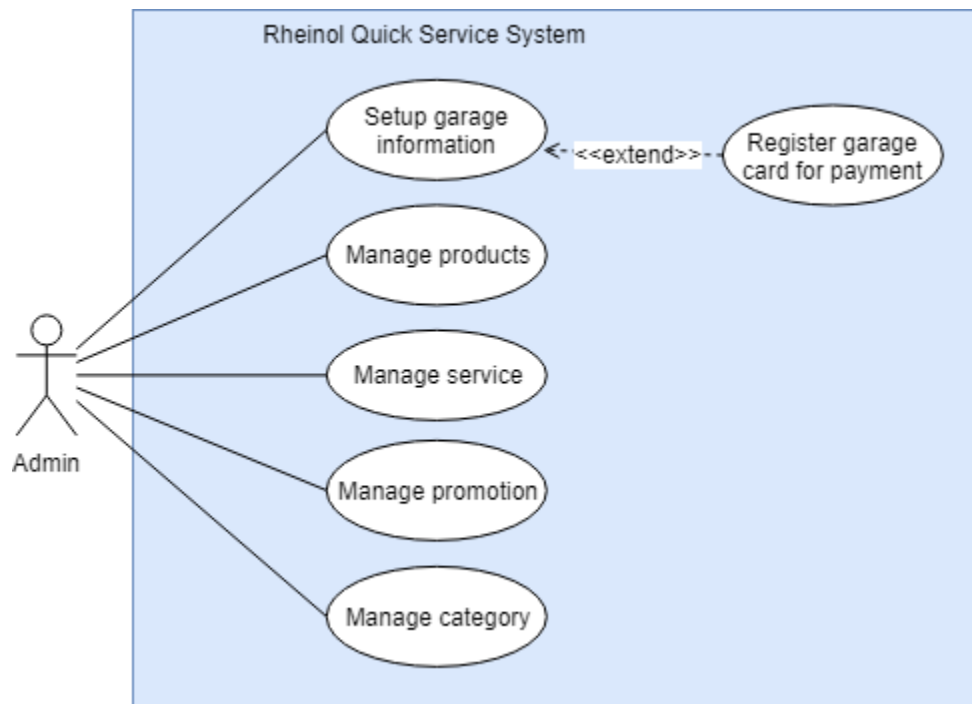 Rheinol Quick Service System
Setup garage
information
<<extend>>
Register garage
card for payment
Manage products
Manage service
Admin
Manage promotion
Manage category